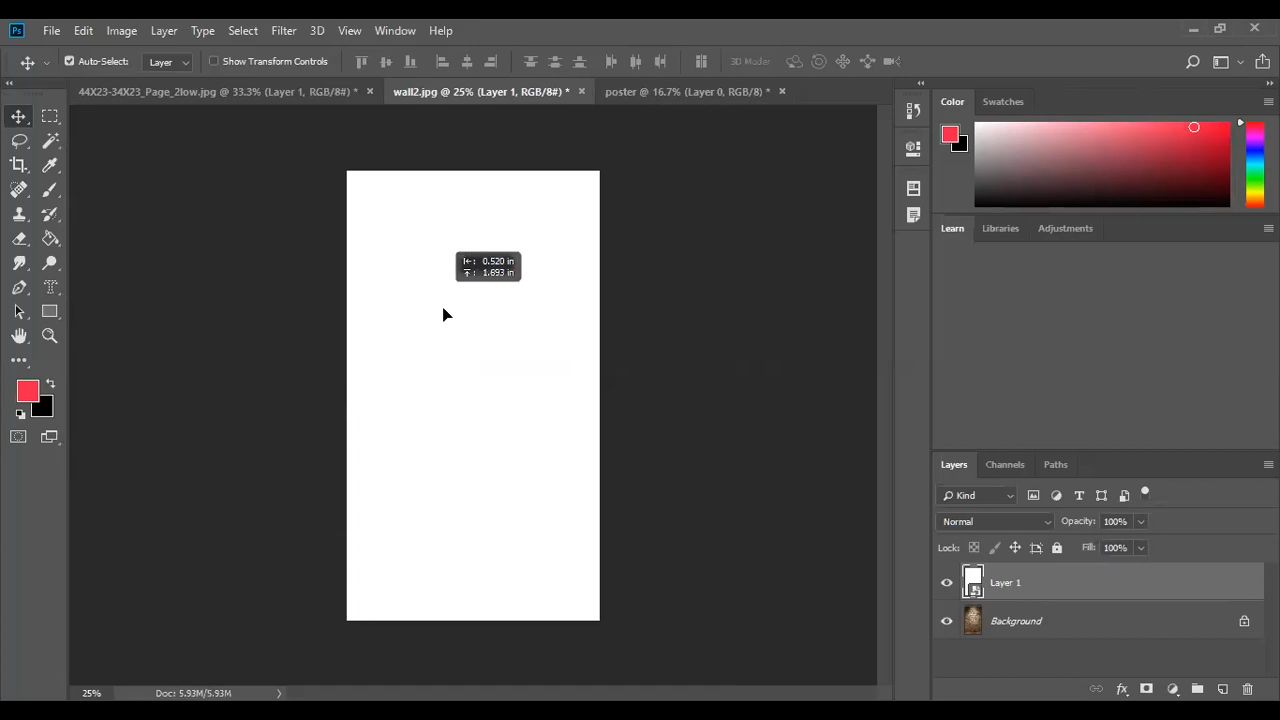 Ps File Edit Image Layer Type Select Filter 3D View Window Help
Auto-Select: Layer Show Transform Controls 3D Mode:
44X23-34X23_Page_2low.jpg @ 33.3% (Layer 1, RGB/8#) * × wall2.jpg @ 25% (Layer 1, RGB/8#) * × poster @ 16.7% (Layer 0, RGB/8) * ×
Color Swatches
Learn Libraries Adjustments
0.520 in
1.693 in
Layers Channels Paths
Kind
Normal Opacity: 100%
Lock: Fill: 100%
Layer 1
Background
25% Doc: 5.93M/5.93M